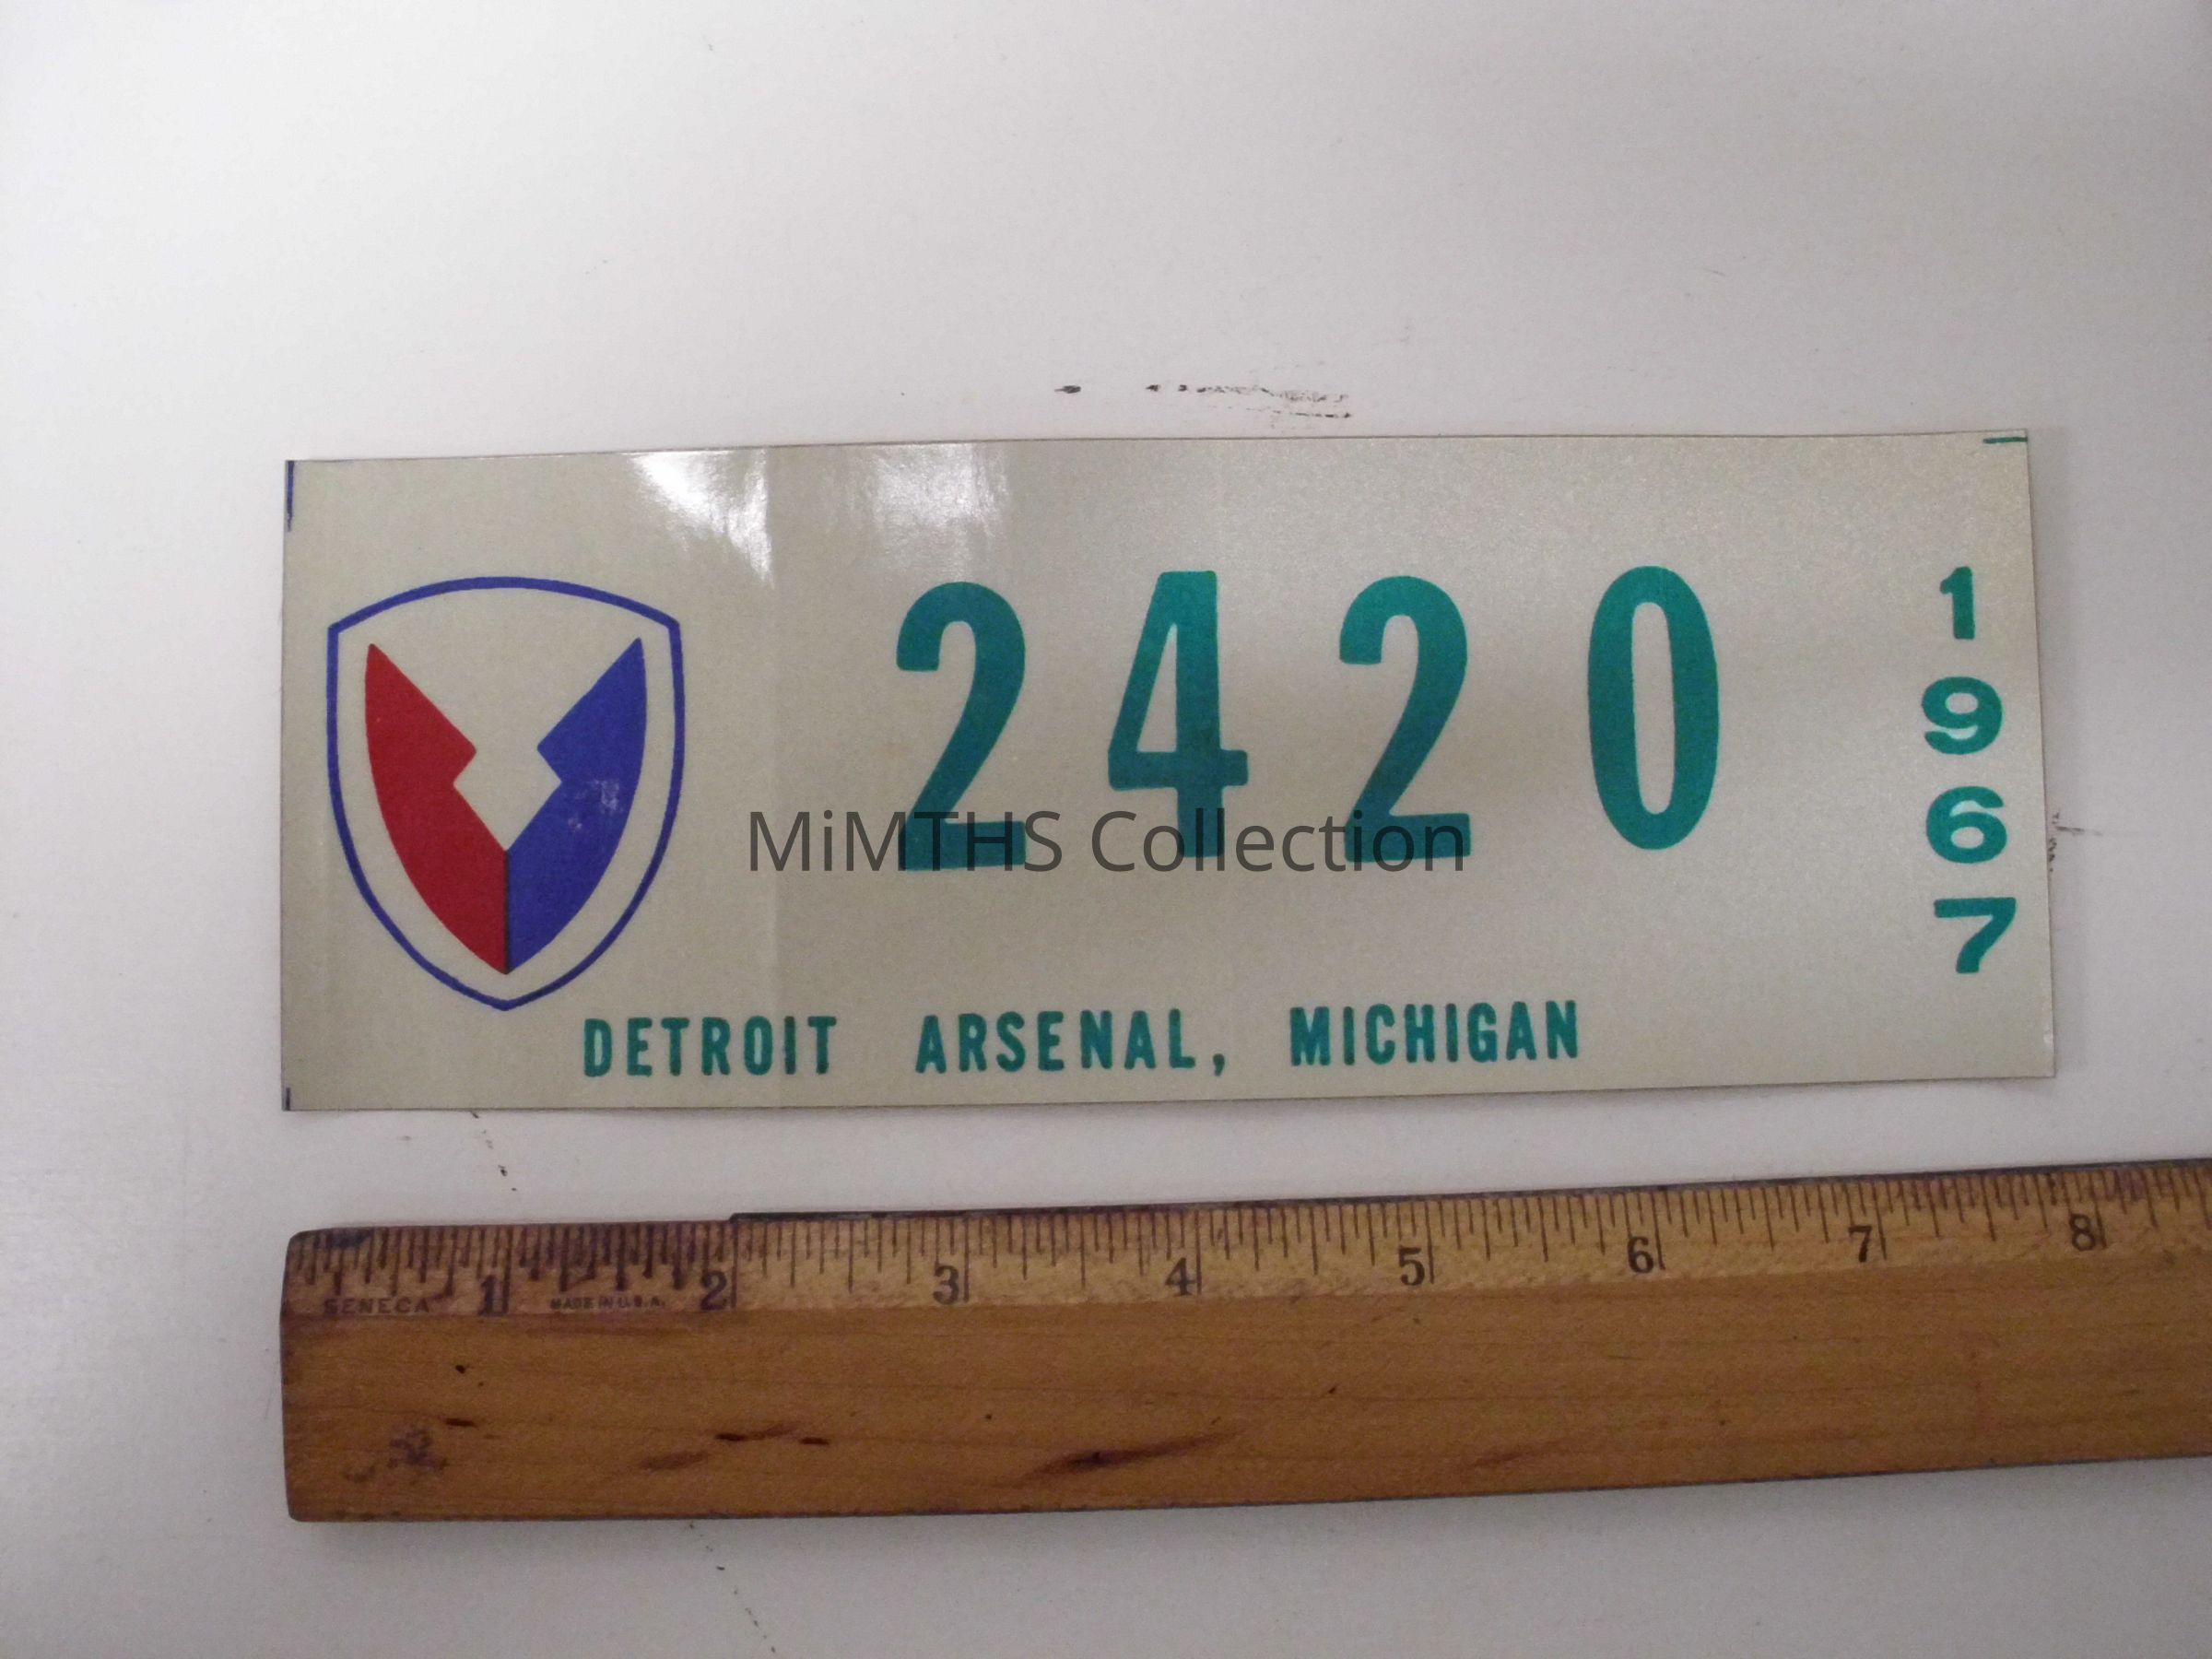 2420
1967
MiMTHS Collection
DETROIT ARSENAL, MICHIGAN
1 2 3 4 5 6 7 8
SENECA MADE IN U.S.A.